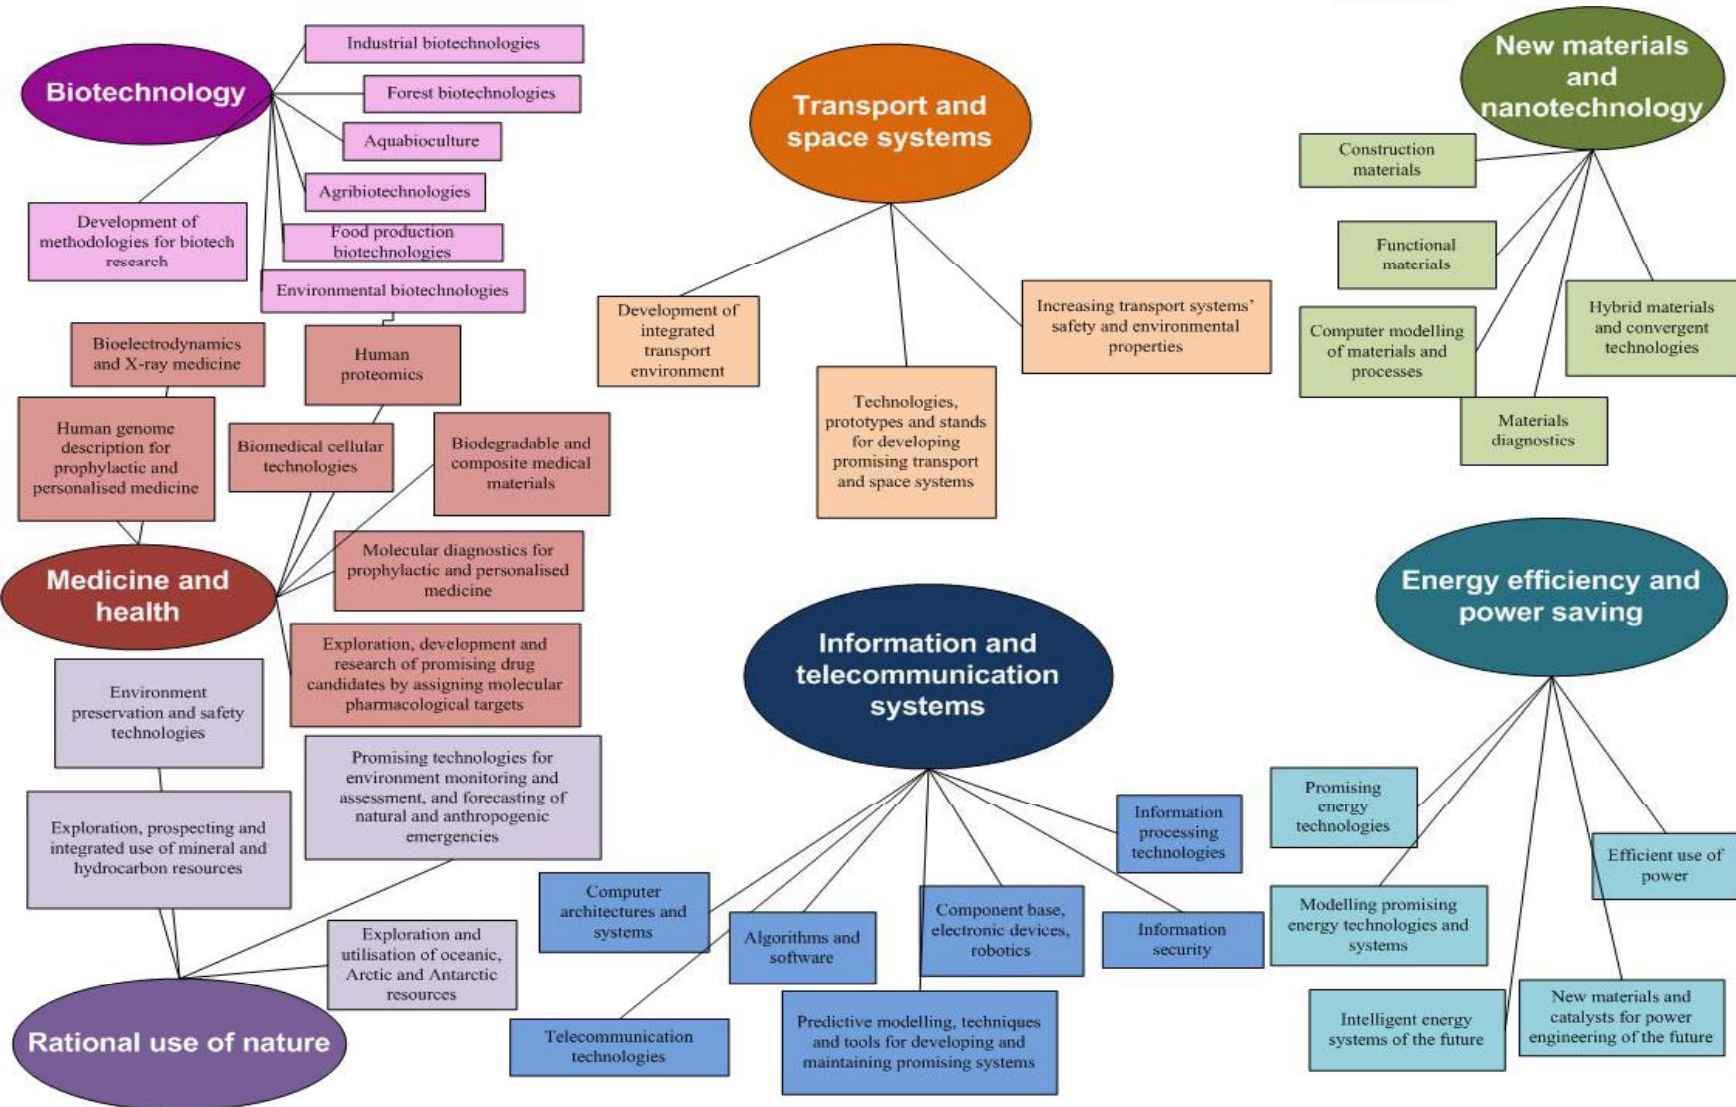 Biotechnology
Industrial biotechnologies
Forest biotechnologies
Aquabioculture
Agribiotechnologies
Food production
biotechnologies
Environmental biotechnologies
Development of
methodologies for biotech
research
Transport and
space systems
Development of
integrated
transport
environment
Technologies,
prototypes and stands
for developing
promising transport
and space systems
Increasing transport systems’
safety and environmental
properties
New materials
and
nanotechnology
Construction
materials
Functional
materials
Computer modelling
of materials and
processes
Materials
diagnostics
Hybrid materials
and convergent
technologies
Bioelectrodynamics
and X-ray medicine
Human
proteomics
Human genome
description for
prophylactic and
personalised medicine
Biomedical cellular
technologies
Biodegradable and
composite medical
materials
Medicine and
health
Molecular diagnostics for
prophylactic and personalised
medicine
Exploration, development and
research of promising drug
candidates by assigning molecular
pharmacological targets
Environment
preservation and safety
technologies
Promising technologies for
environment monitoring and
assessment, and forecasting of
natural and anthropogenic
emergencies
Exploration, prospecting and
integrated use of mineral and
hydrocarbon resources
Exploration and
utilisation of oceanic,
Arctic and Antarctic
resources
Rational use of nature
Information and
telecommunication
systems
Information
processing
technologies
Computer
architectures and
systems
Algorithms and
software
Component base,
electronic devices,
robotics
Information
security
Telecommunication
technologies
Predictive modelling, techniques
and tools for developing and
maintaining promising systems
Energy efficiency and
power saving
Promising
energy
technologies
Efficient use of
power
Modelling promising
energy technologies and
systems
Intelligent energy
systems of the future
New materials and
catalysts for power
engineering of the future